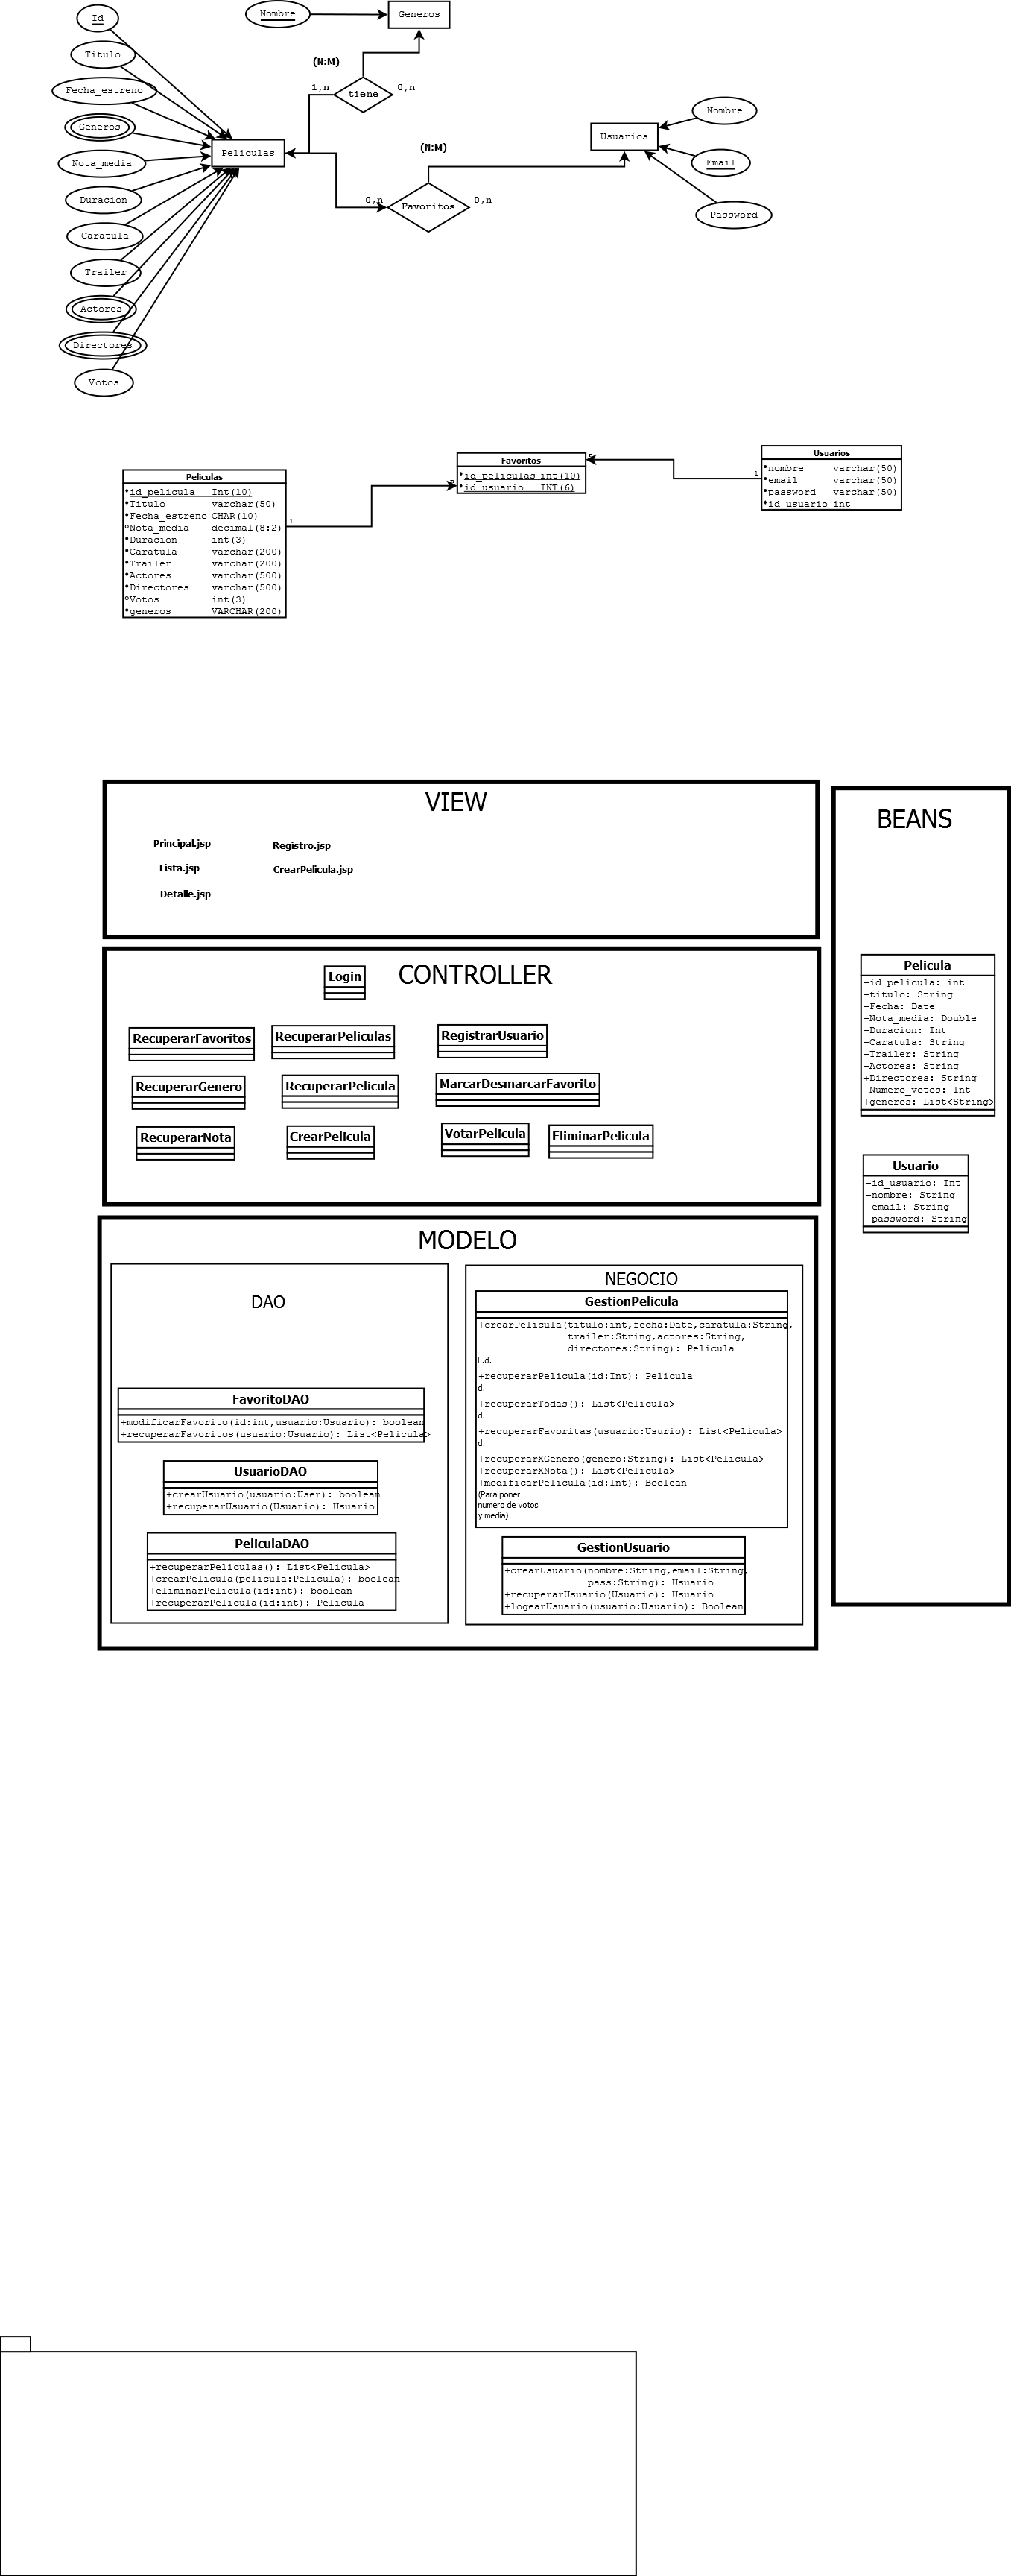 Id
Titulo
Fecha_estreno
Generos
Nota_media
Duracion
Caratula
Trailer
Actores
Directores
Votos
Peliculas
Nombre
Generos
(N:M)
1,n
tiene
0,n
(N:M)
0,n
Favoritos
0,n
Usuarios
Nombre
Email
Password
Peliculas
id_pelicula Int(10)
Titulo varchar(50)
Fecha_estreno CHAR(10)
Nota_media decimal(8:2)
Duracion int(3)
Caratula varchar(200)
Trailer varchar(200)
Actores varchar(500)
Directores varchar(500)
Votos int(3)
generos VARCHAR(200)
1
Favoritos
id_peliculas int(10)
id_usuario INT(6)
1
Usuarios
nombre varchar(50)
email varchar(50)
password varchar(50)
id_usuario int
VIEW
Principal.jsp
Registro.jsp
Lista.jsp
CrearPelicula.jsp
Detalle.jsp
CONTROLLER
Login
RecuperarFavoritos
RecuperarPeliculas
RegistrarUsuario
RecuperarGenero
RecuperarPelicula
MarcarDesmarcarFavorito
RecuperarNota
CrearPelicula
VotarPelicula
EliminarPelicula
MODELO
DAO
FavoritoDAO
+modificarFavorito(id:int,usuario:Usuario): boolean
+recuperarFavoritos(usuario:Usuario): List<Pelicula>
UsuarioDAO
+crearUsuario(usuario:User): boolean
+recuperarUsuario(Usuario): Usuario
PeliculaDAO
+recuperarPeliculas(): List<Pelicula>
+crearPelicula(pelicula:Pelicula): boolean
+eliminarPelicula(id:int): boolean
+recuperarPelicula(id:int): Pelicula
NEGOCIO
GestionPelicula
+crearPelicula(titulo:int,fecha:Date,caratula:String,
trailer:String,actores:String,
directores:String): Pelicula
L.d.
+recuperarPelicula(id:Int): Pelicula
d.
+recuperarTodas(): List<Pelicula>
d.
+recuperarFavoritas(usuario:Usurio): List<Pelicula>
d.
+recuperarXGenero(genero:String): List<Pelicula>
+recuperarXNota(): List<Pelicula>
+modificarPelicula(id:Int): Boolean
(Para poner
numero de votos
y media)
GestionUsuario
+crearUsuario(nombre:String,email:String,
pass:String): Usuario
+recuperarUsuario(Usuario): Usuario
+logearUsuario(usuario:Usuario): Boolean
BEANS
Pelicula
-id_pelicula: int
-titulo: String
-Fecha: Date
-Nota_media: Double
-Duracion: Int
-Caratula: String
-Trailer: String
-Actores: String
+Directores: String
-Numero_votos: Int
+generos: List<String>
Usuario
-id_usuario: Int
-nombre: String
-email: String
-password: String